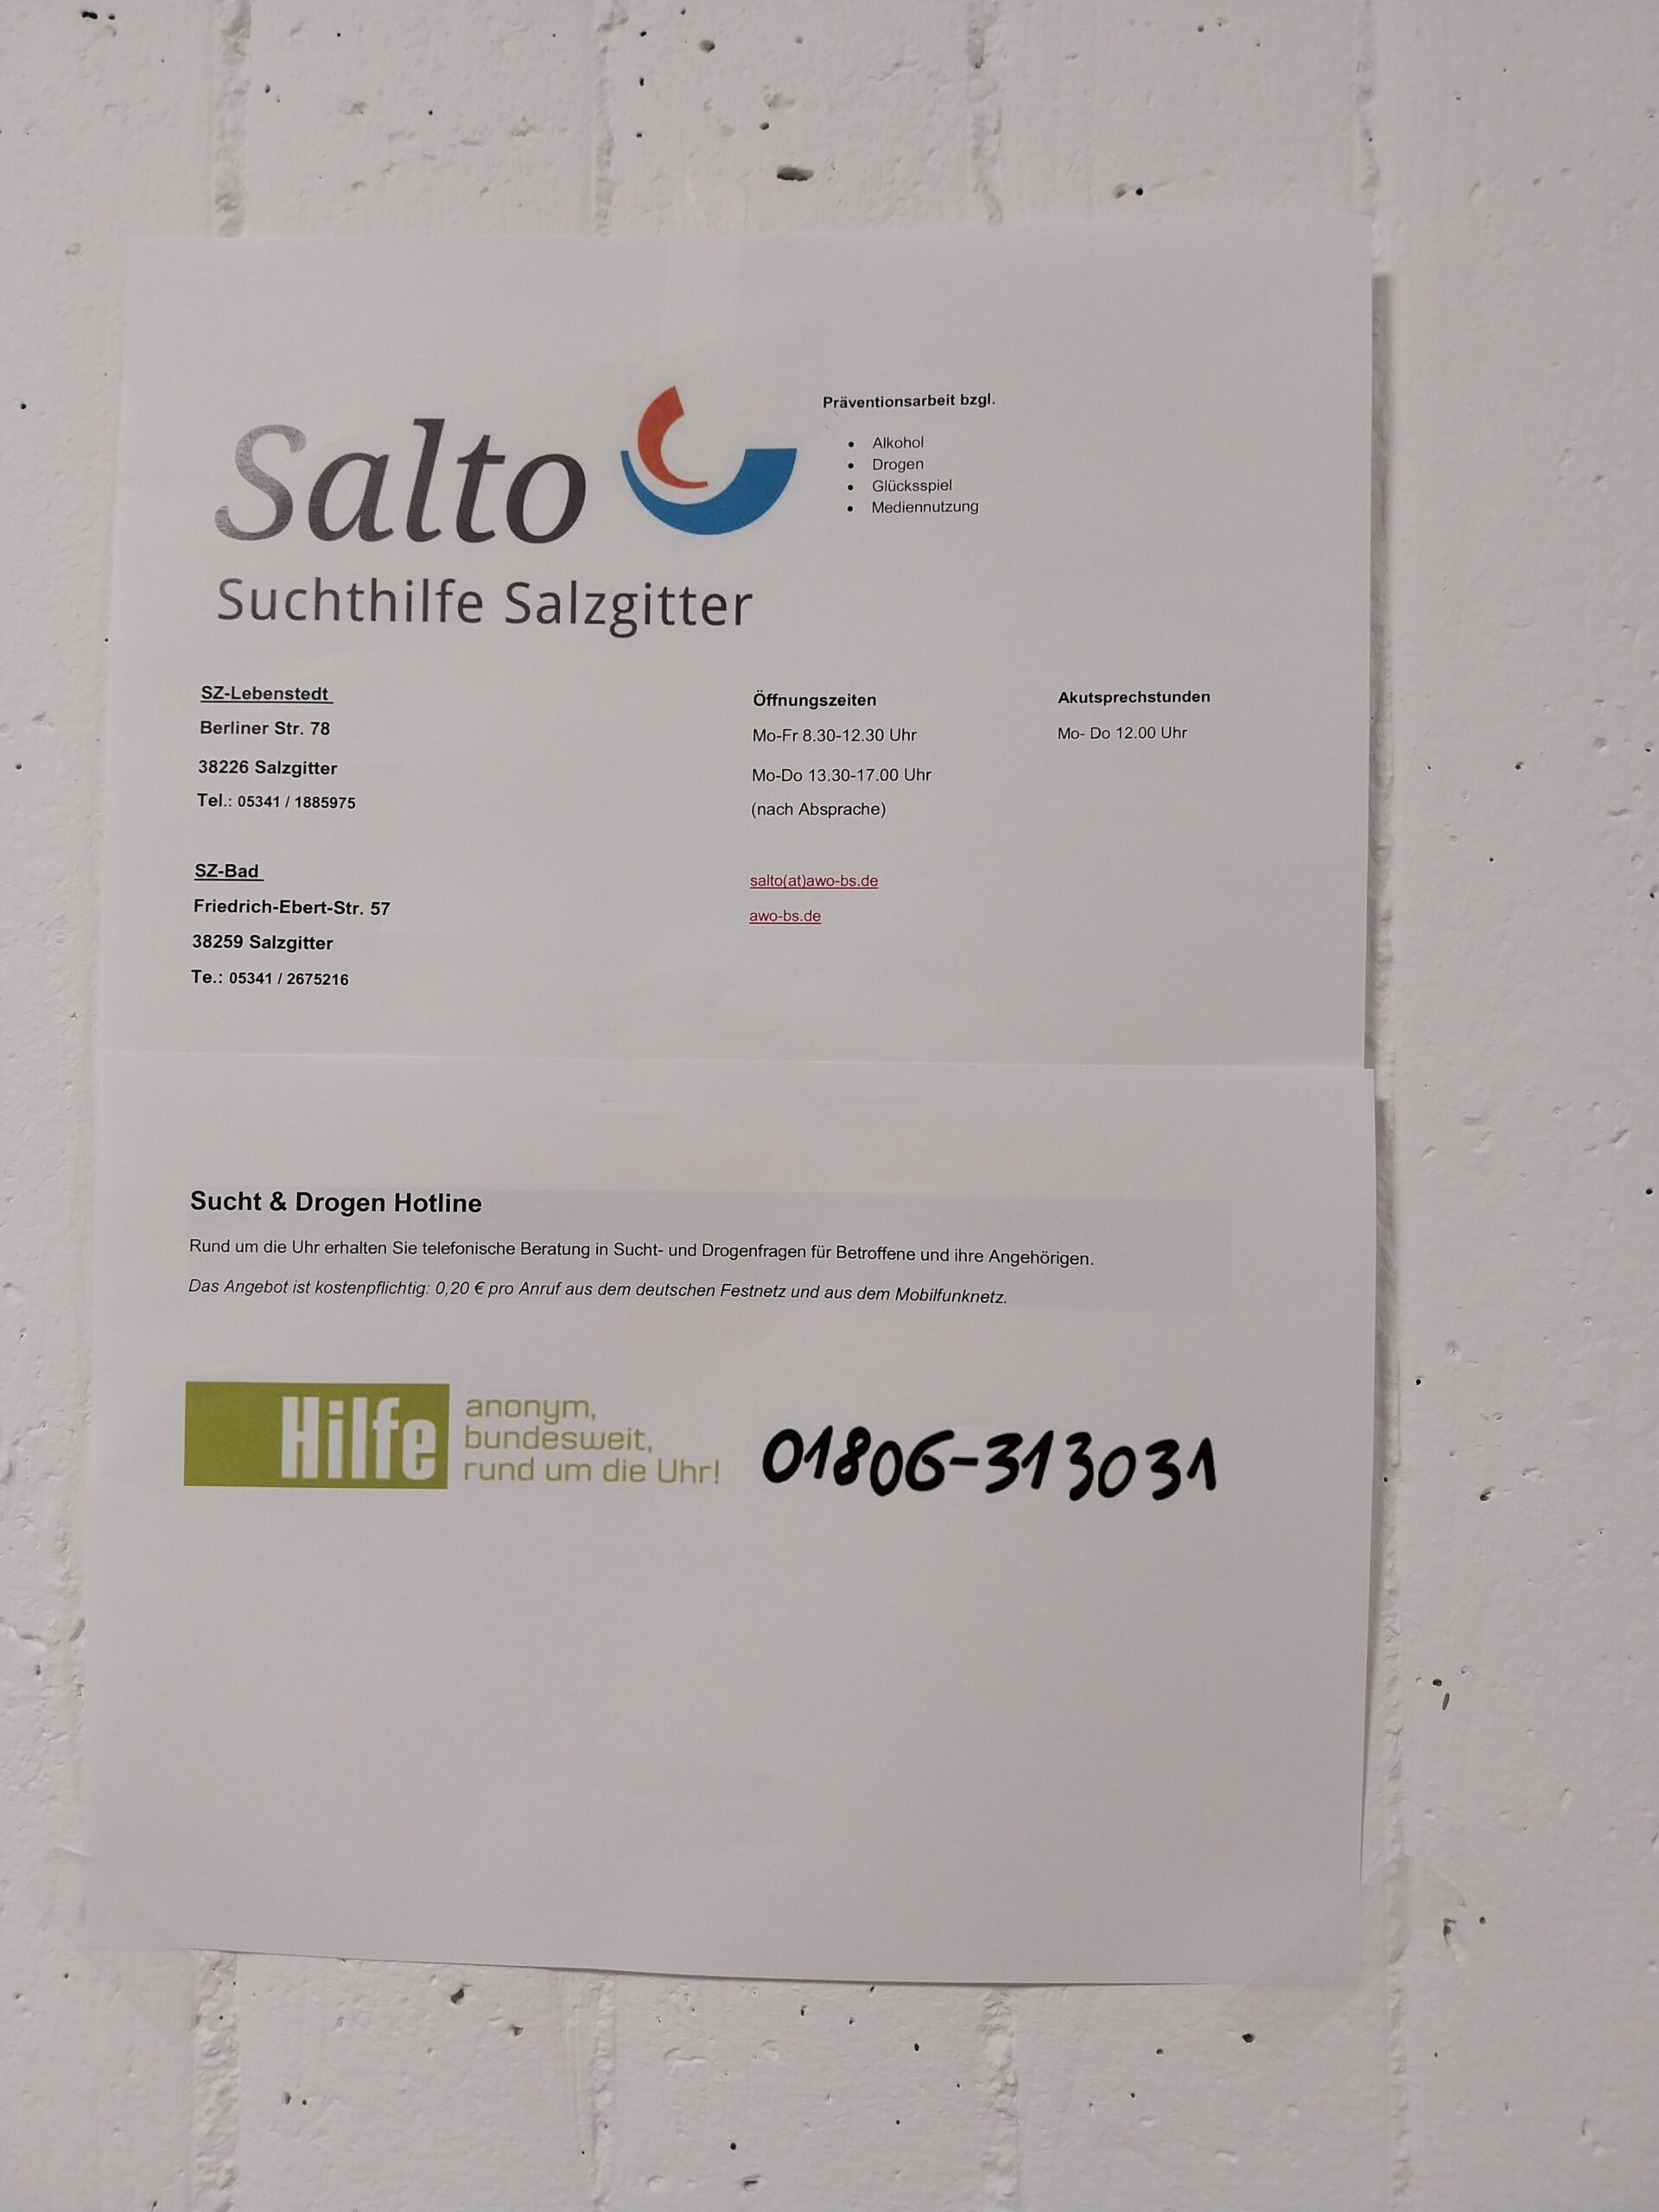 Salto
Suchthilfe Salzgitter
Präventionsarbeit bzgl.
• Alkohol
• Drogen
• Glücksspiel
• Mediennutzung
SZ-Lebenstedt
Berliner Str. 78
38226 Salzgitter
Tel.: 05341 / 1885975
SZ-Bad
Friedrich-Ebert-Str. 57
38259 Salzgitter
Te.: 05341 / 2675216
Öffnungszeiten
Mo-Fr 8.30-12.30 Uhr
Mo-Do 13.30-17.00 Uhr
(nach Absprache)
salto(at)awo-bs.de
awo-bs.de
Akutsprechstunden
Mo- Do 12.00 Uhr
Sucht & Drogen Hotline
Rund um die Uhr erhalten Sie telefonische Beratung in Sucht- und Drogenfragen für Betroffene und ihre Angehörigen.
Das Angebot ist kostenpflichtig: 0,20 € pro Anruf aus dem deutschen Festnetz und aus dem Mobilfunknetz.
Hilfe
anonym,
bundesweit,
rund um die Uhr!
01806-313031